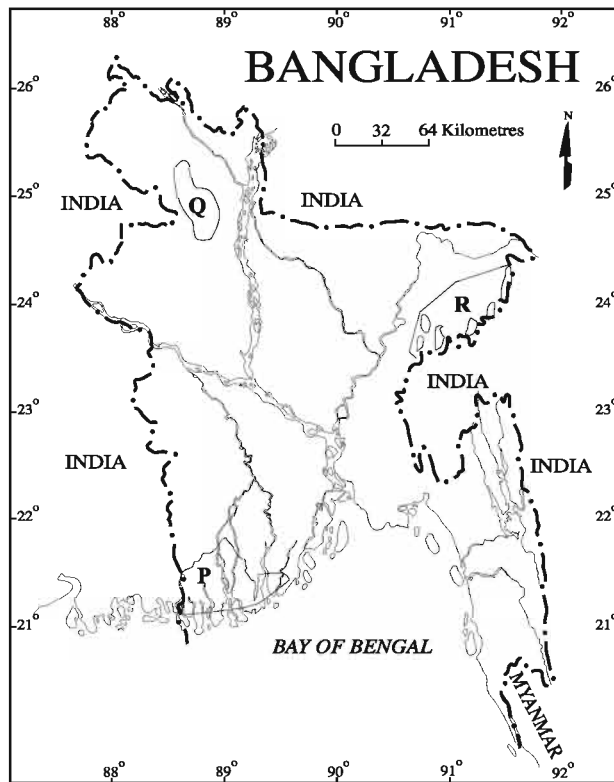 88° 89° 90° 91° 92°
BANGLADESH
26° 26°
0 32 64 Kilometres
N
25° 25°
INDIA Q INDIA
24° 24°
R
23° INDIA 23°
INDIA INDIA
22° 22°
P
21° 21°
BAY OF BENGAL
MYANMAR
88° 89° 90° 91° 92°